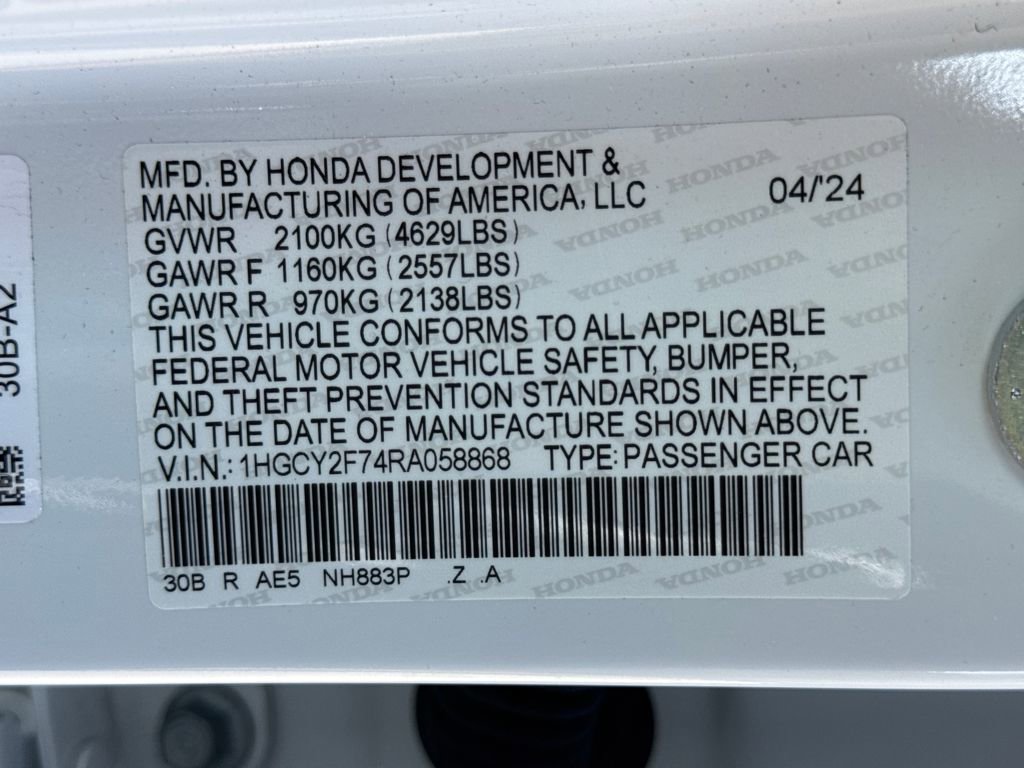 MFD. BY HONDA DEVELOPMENT &
MANUFACTURING OF AMERICA, LLC 04/'24
GVWR 2100KG (4629LBS)
GAWR F 1160KG (2557LBS)
GAWR R 970KG (2138LBS)
THIS VEHICLE CONFORMS TO ALL APPLICABLE
FEDERAL MOTOR VEHICLE SAFETY, BUMPER,
AND THEFT PREVENTION STANDARDS IN EFFECT
ON THE DATE OF MANUFACTURE SHOWN ABOVE.
V.I.N.: 1HGCY2F74RA058868 TYPE: PASSENGER CAR
30B R AE5 NH883P .Z .A
30B-A2